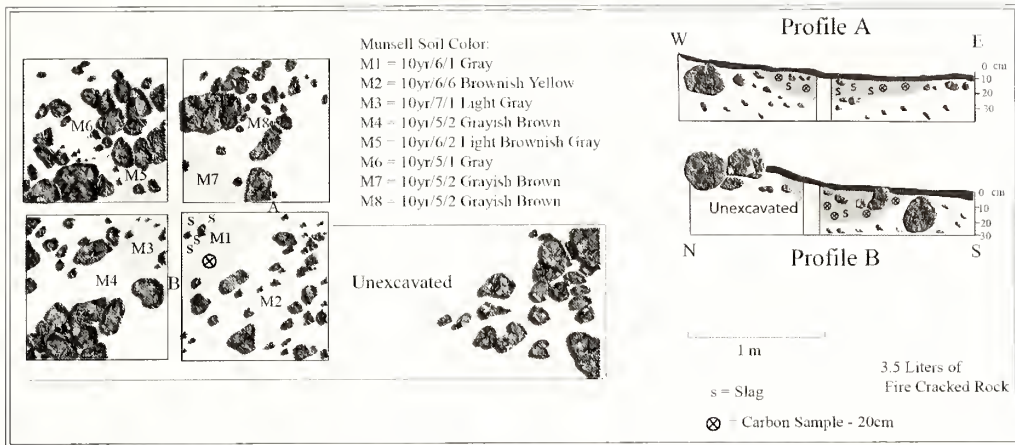 Munsell Soil Color:
M1 = 10yr/6/1 Gray
M2 = 10yr/6/6 Brownish Yellow
M3 = 10yr/7/1 Light Gray
M4 = 10yr/5/2 Grayish Brown
M5 = 10yr/6/2 Light Brownish Gray
M6 = 10yr/5/1 Gray
M7 = 10yr/5/2 Grayish Brown
M8 = 10yr/5/2 Grayish Brown
M6
M5
M8
M7
A
M3
M4
B
s
s
s
s
M1
M2
Unexcavated
Profile A
W
E
0 cm
10
20
30
S
S
S
S
S
Unexcavated
0 cm
10
20
30
S
S
N
S
Profile B
1 m
s = Slag
⊗ = Carbon Sample - 20cm
3.5 Liters of
Fire Cracked Rock